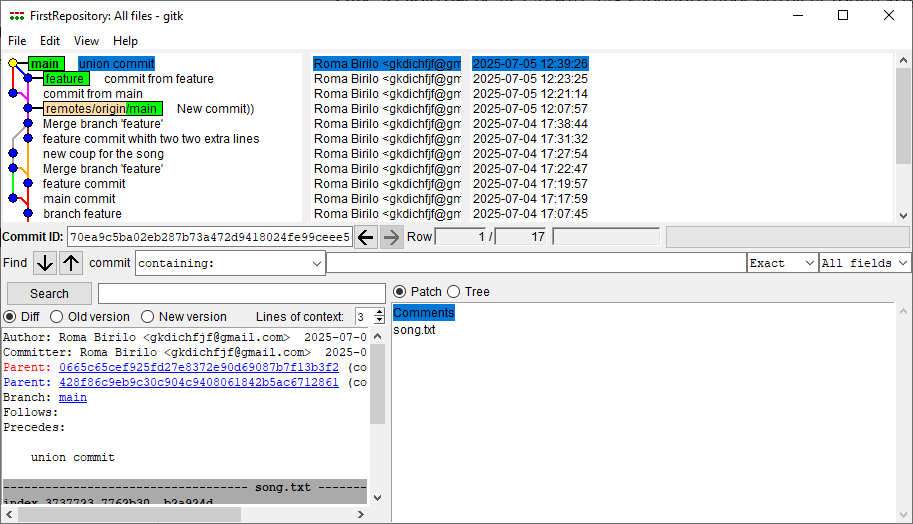 FirstRepository: All files - gitk
File Edit View Help
main union commit Roma Birilo <gkdichfjf@gm 2025-07-05 12:39:26
feature commit from feature Roma Birilo <gkdichfjf@gm 2025-07-05 12:23:25
commit from main Roma Birilo <gkdichfjf@gm 2025-07-05 12:21:14
remotes/origin/main New commit)) Roma Birilo <gkdichfjf@gm 2025-07-05 12:07:57
Merge branch 'feature' Roma Birilo <gkdichfjf@gm 2025-07-04 17:38:44
feature commit whith two two extra lines Roma Birilo <gkdichfjf@gm 2025-07-04 17:31:32
new coup for the song Roma Birilo <gkdichfjf@gm 2025-07-04 17:27:54
Merge branch 'feature' Roma Birilo <gkdichfjf@gm 2025-07-04 17:22:47
feature commit Roma Birilo <gkdichfjf@gm 2025-07-04 17:19:57
main commit Roma Birilo <gkdichfjf@gm 2025-07-04 17:17:59
branch feature Roma Birilo <gkdichfjf@gm 2025-07-04 17:07:45
Commit ID: 70ea9c5ba02eb287b73a472d9418024fe99ceee5 Row 1 / 17
Find commit containing: Exact All fields
Search
Diff Old version New version Lines of context: 3
Author: Roma Birilo <gkdichfjf@gmail.com> 2025-07-0
Committer: Roma Birilo <gkdichfjf@gmail.com> 2025-0
Parent: 0665c65cef925fd27e8372e90d69087b7f13b3f2 (co
Parent: 428f86c9eb9c30c904c9408061842b5ac6712861 (co
Branch: main
Follows:
Precedes:
union commit
song.txt
index 3737723,7762b30..b2a924d
Patch Tree
Comments
song.txt